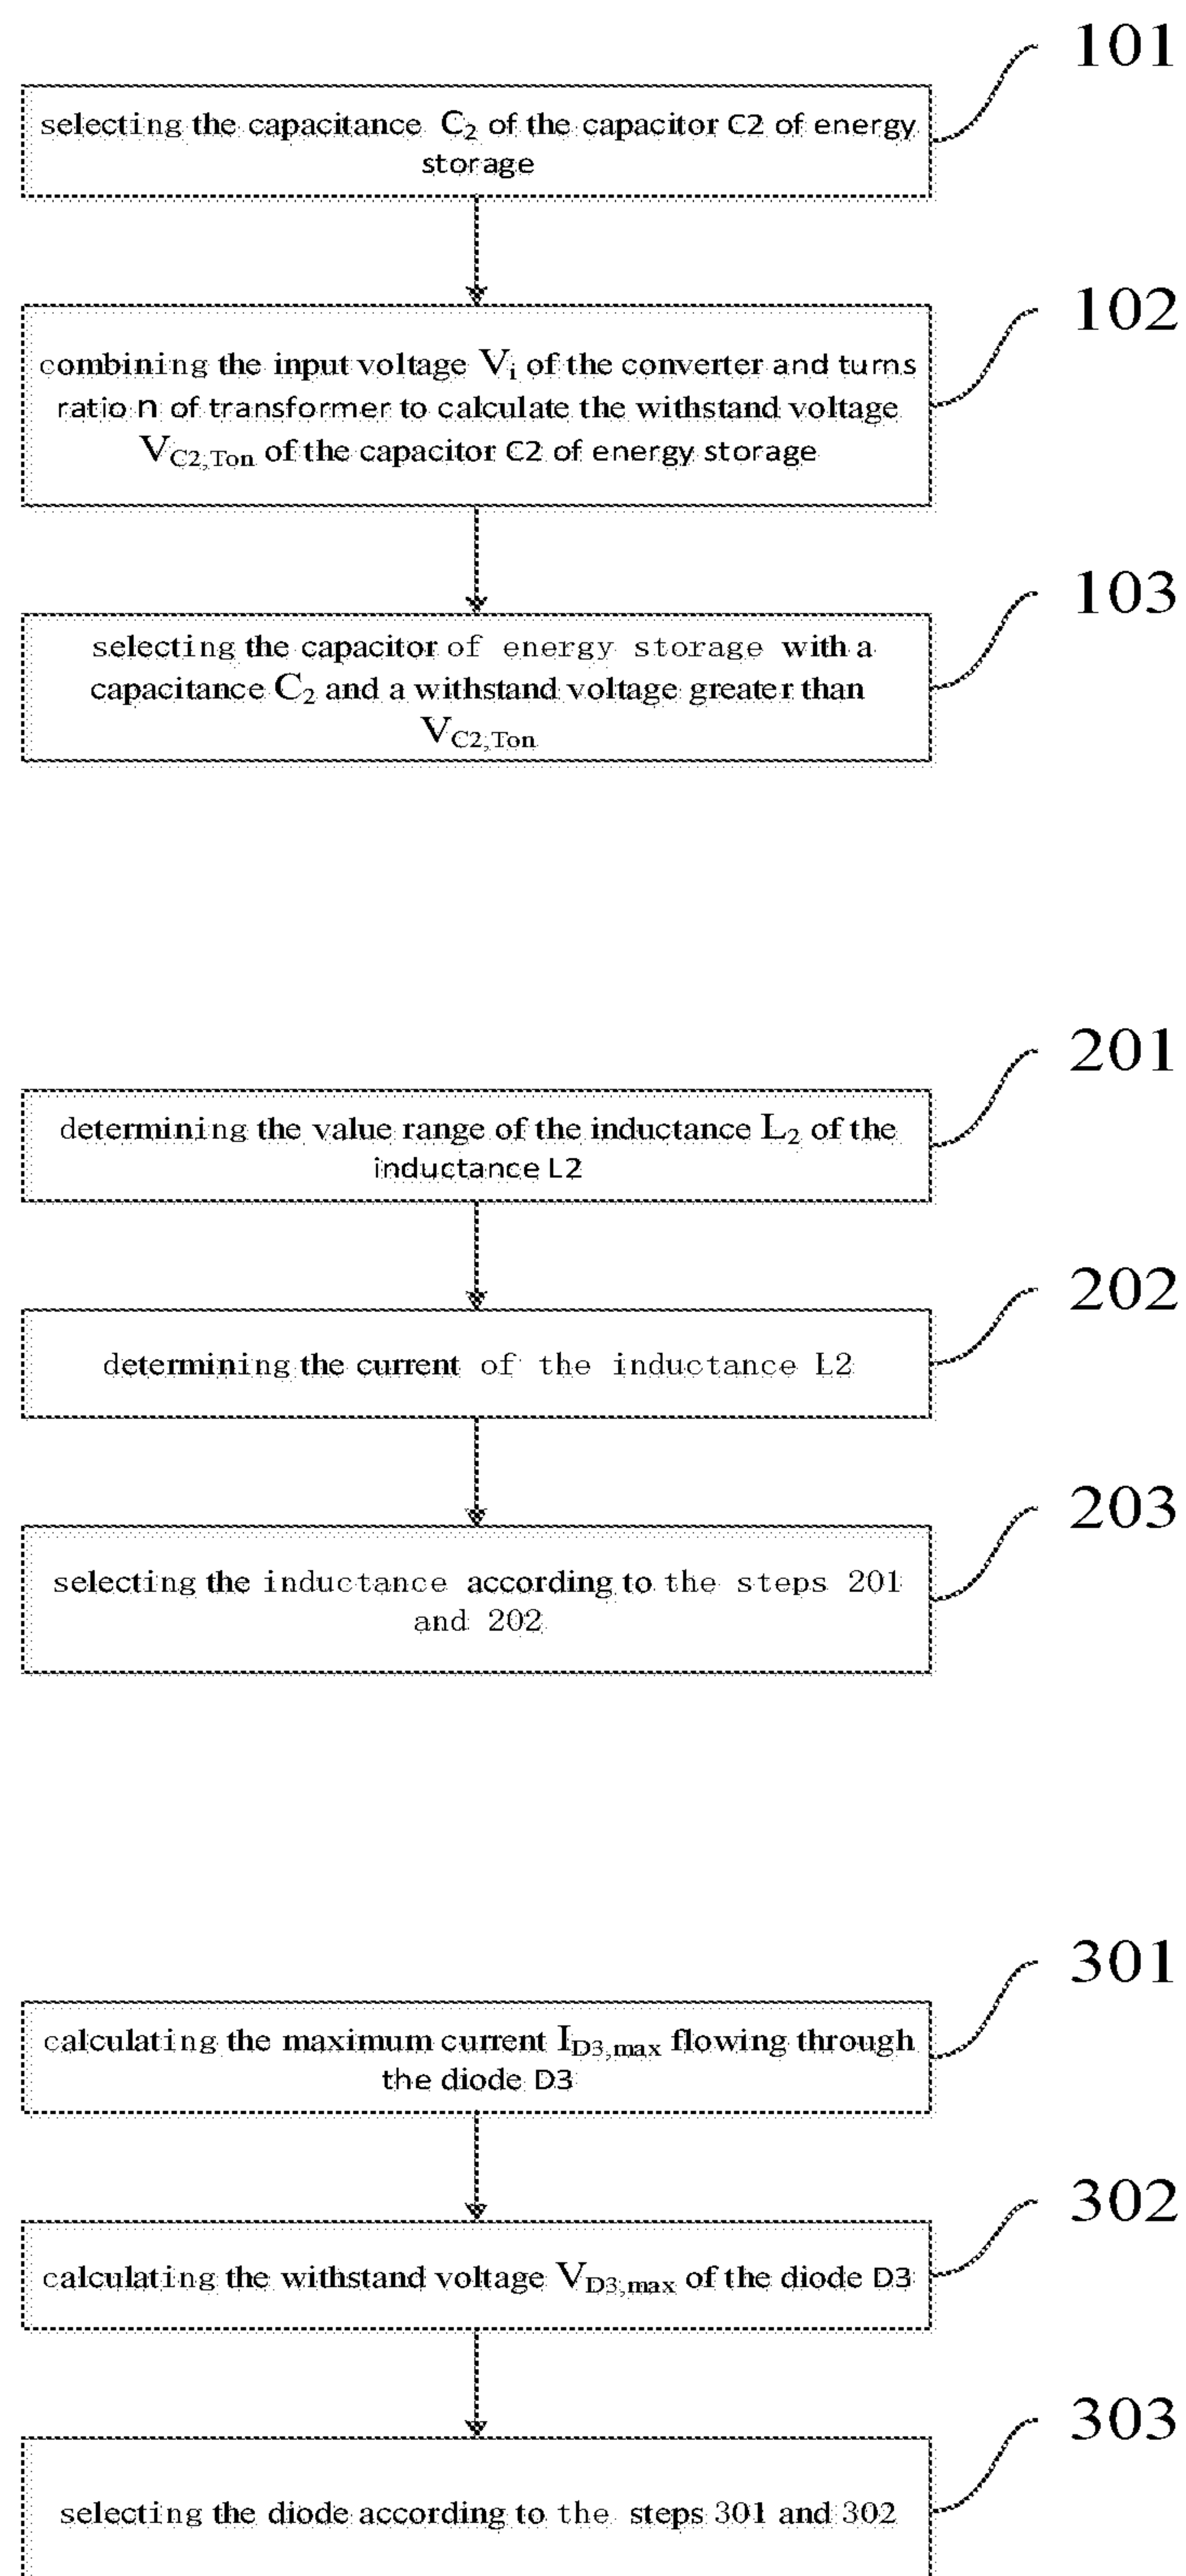 101
selecting the capacitance C₂ of the capacitor C2 of energy
storage
102
combining the input voltage Vᵢ of the converter and turns
ratio n of transformer to calculate the withstand voltage
V_C2,Ton of the capacitor C2 of energy storage
103
selecting the capacitor of energy storage with a
capacitance C₂ and a withstand voltage greater than
V_C2,Ton
201
determining the value range of the inductance L₂ of the
inductance L2
202
determining the current of the inductance L2
203
selecting the inductance according to the steps 201
and 202
301
calculating the maximum current I_D3,max flowing through
the diode D3
302
calculating the withstand voltage V_D3,max of the diode D3
303
selecting the diode according to the steps 301 and 302